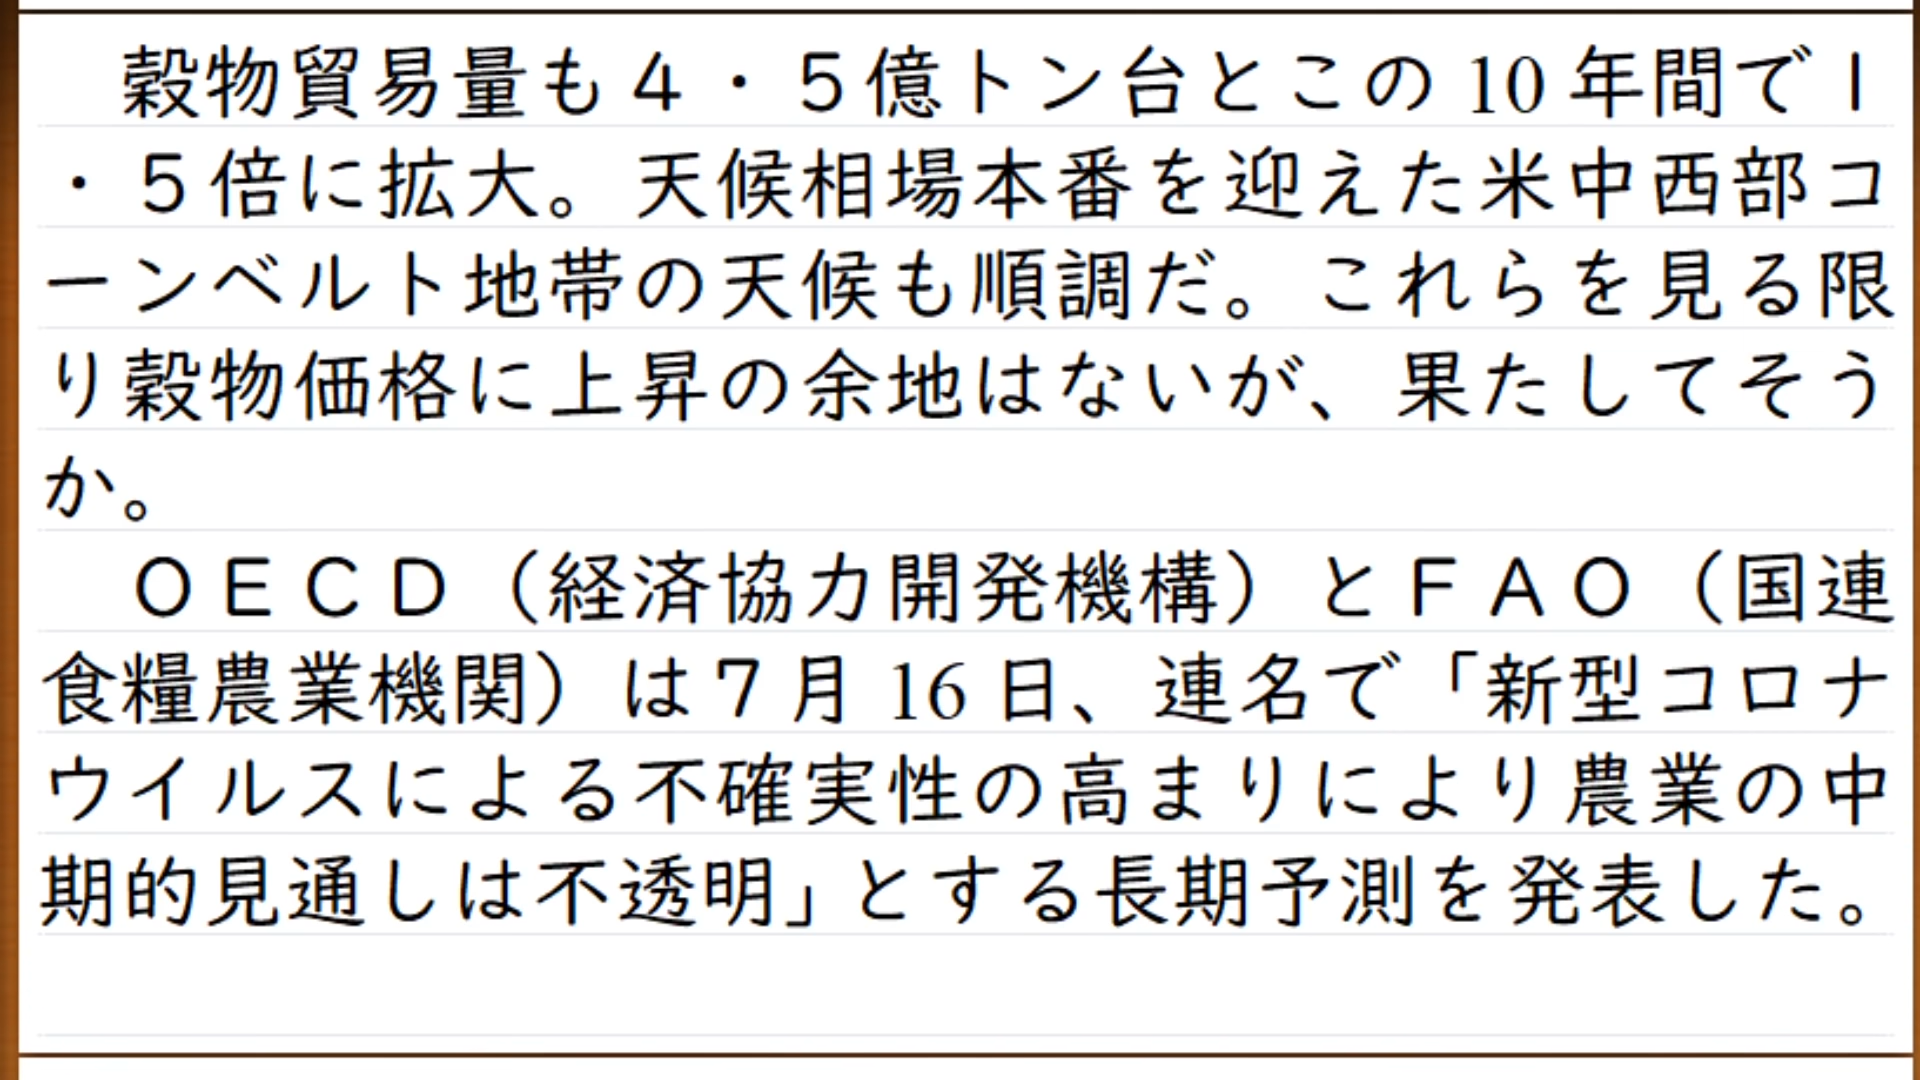 穀物貿易量も４・５億トン台とこの10年間で１
・５倍に拡大。天候相場本番を迎えた米中西部コ
ーンベルト地帯の天候も順調だ。これらを見る限
り穀物価格に上昇の余地はないが、果たしてそう
か。
　ＯＥＣＤ（経済協力開発機構）とＦＡＯ（国連
食糧農業機関）は７月16日、連名で「新型コロナ
ウイルスによる不確実性の高まりにより農業の中
期的見通しは不透明」とする長期予測を発表した。